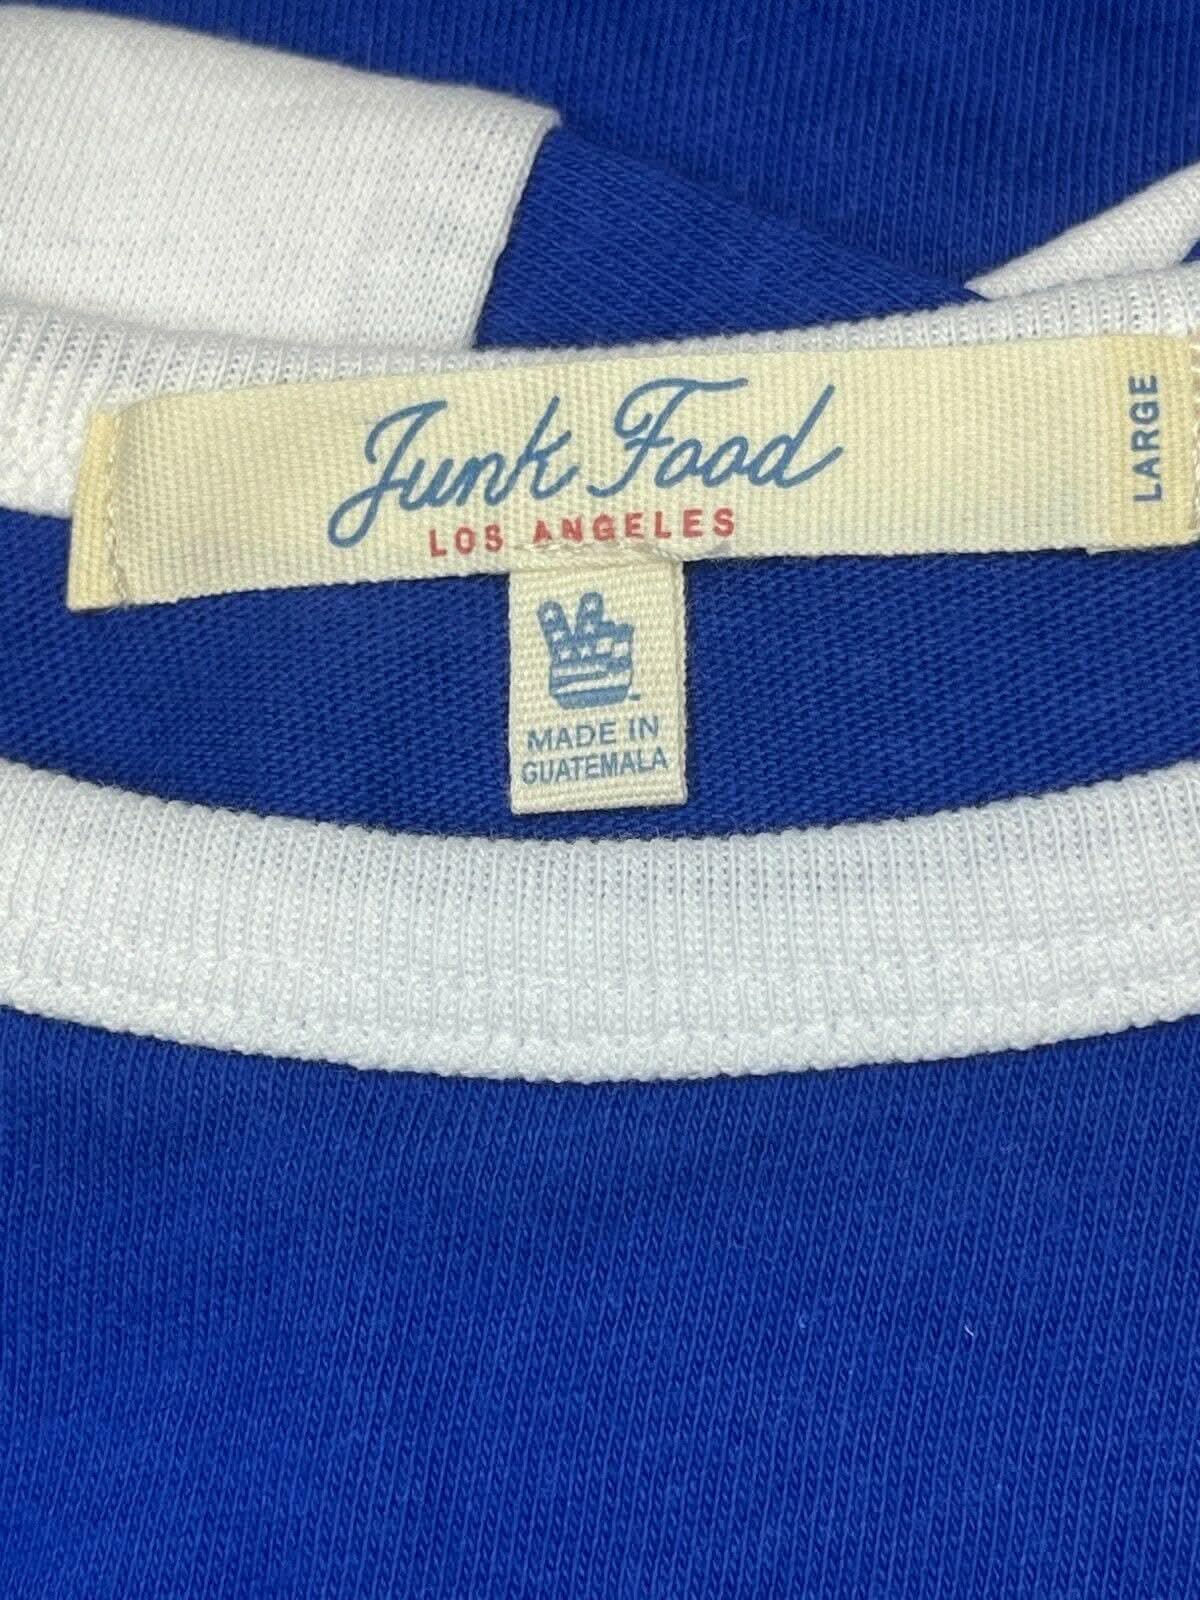 Junk Food
LOS ANGELES
LARGE
MADE IN
GUATEMALA